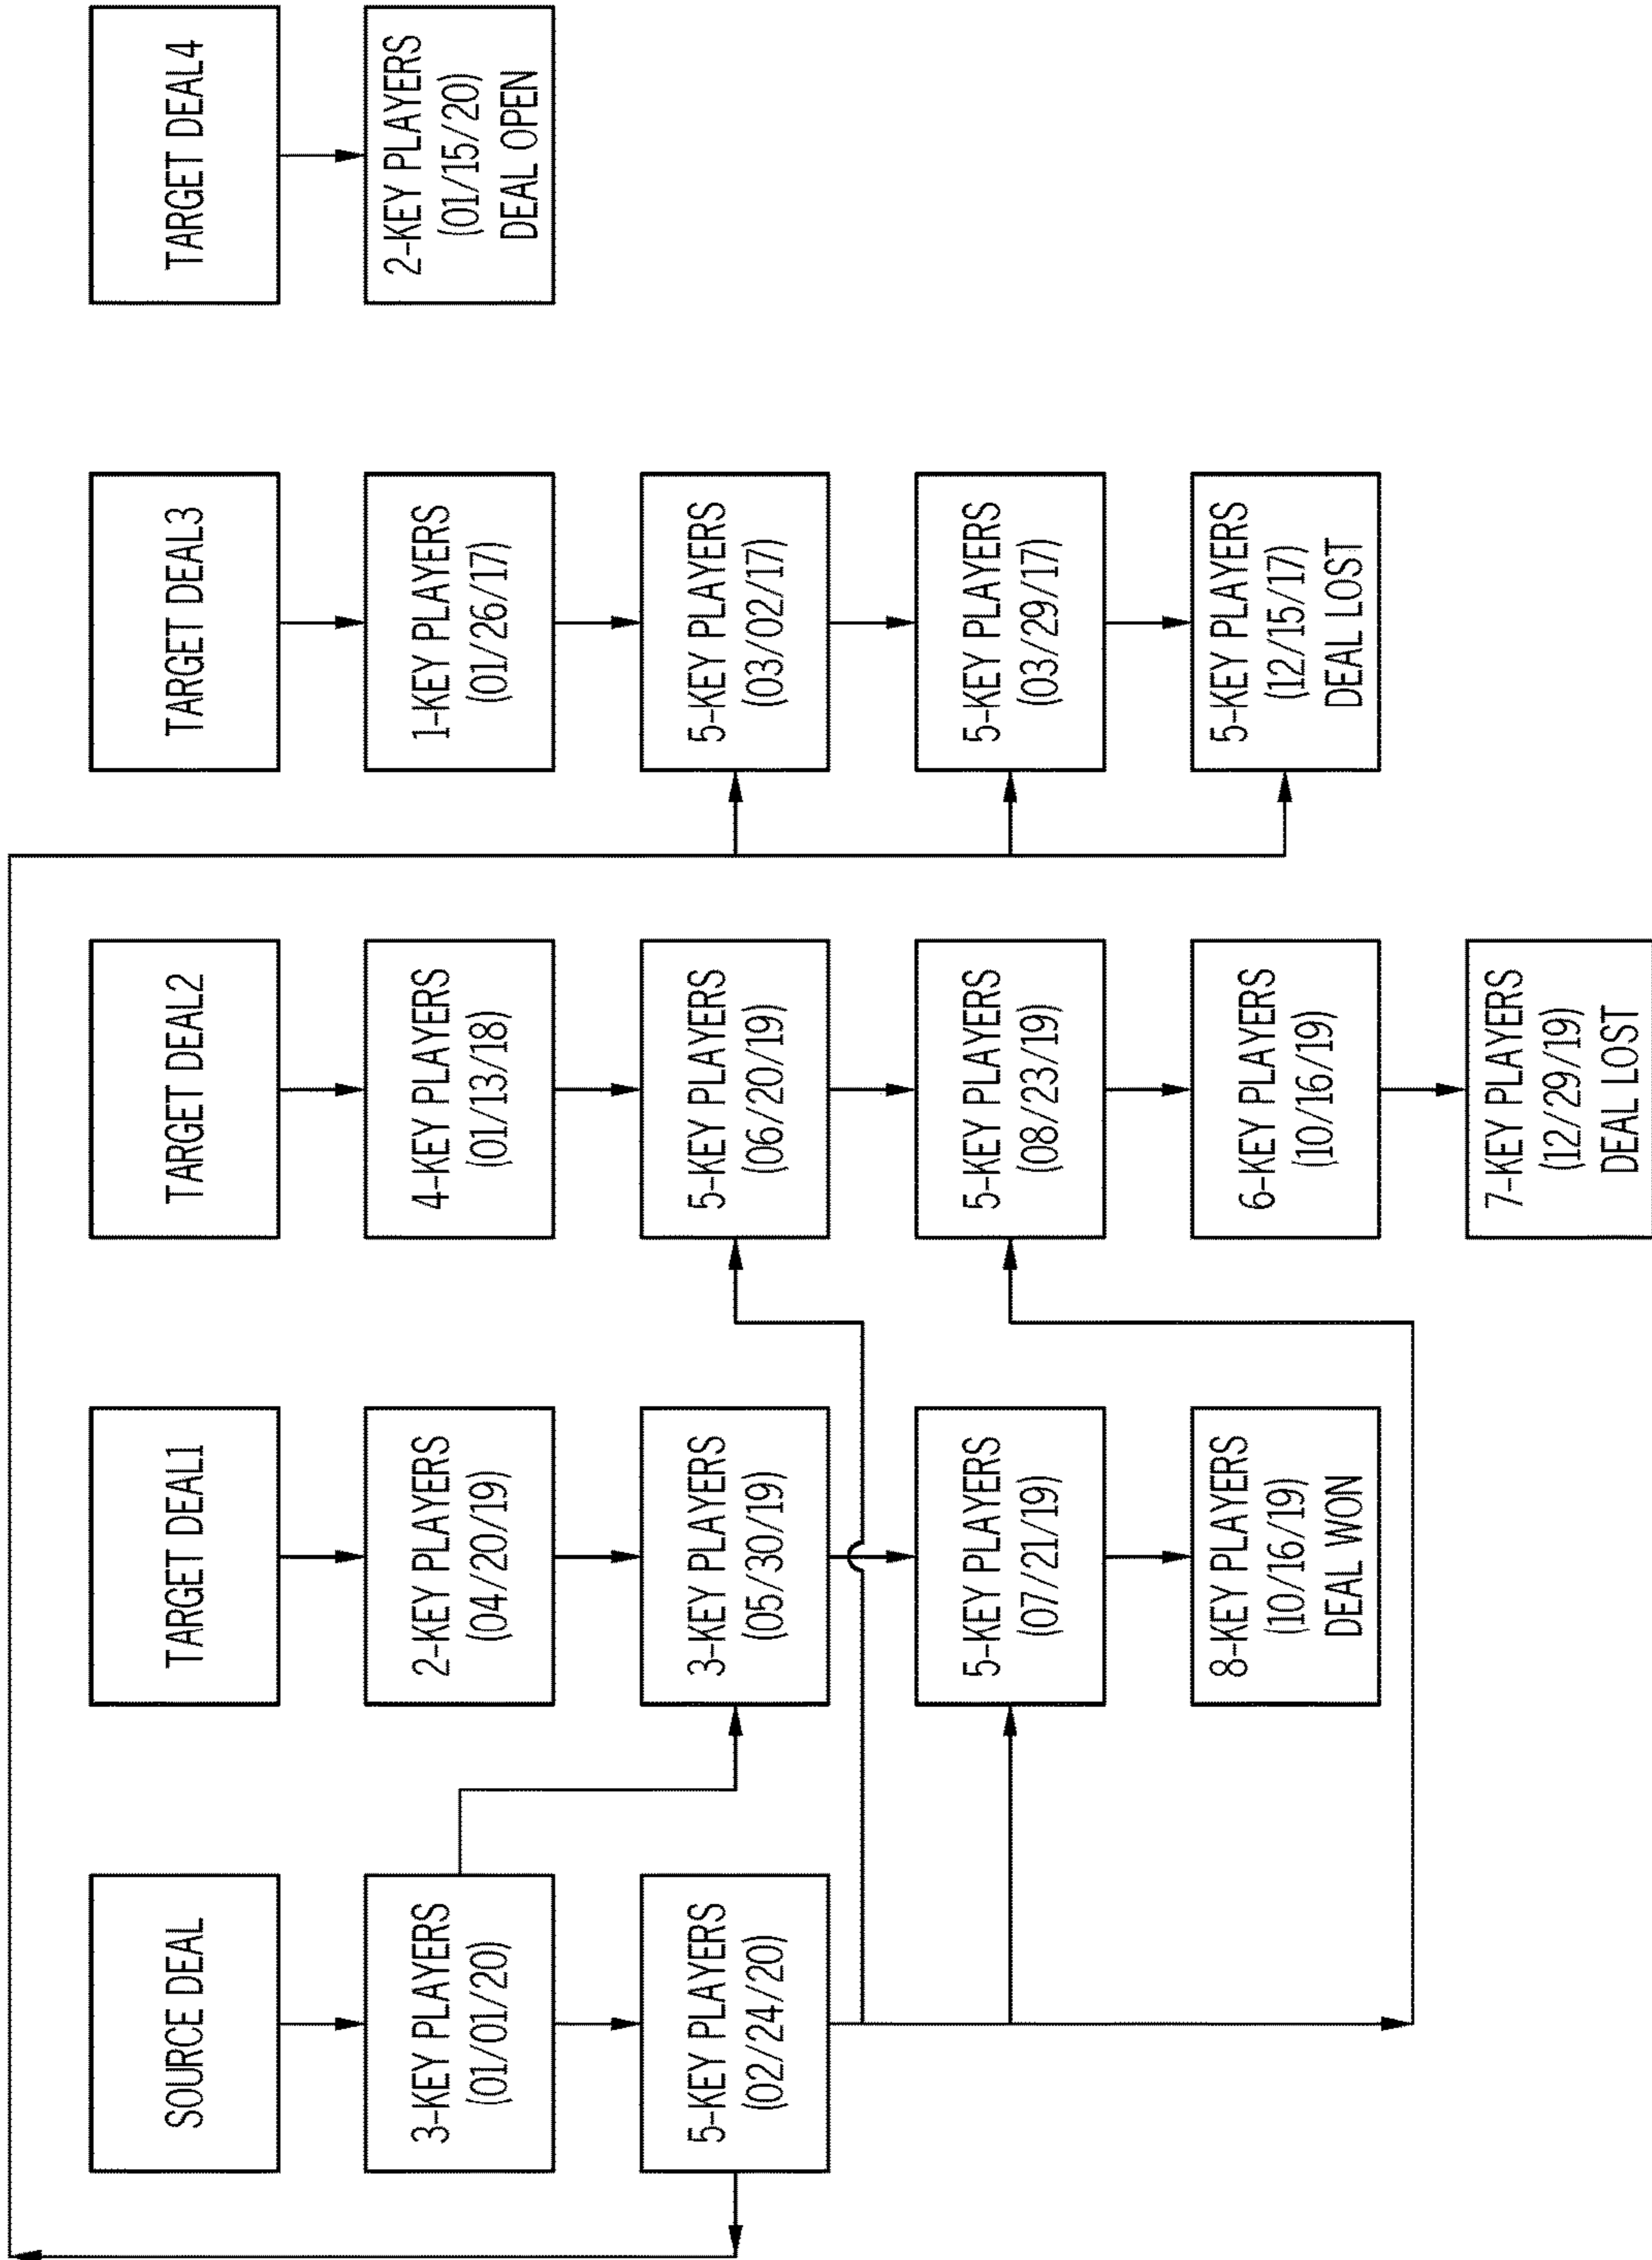 SOURCE DEAL
3-KEY PLAYERS
(01/01/20)
5-KEY PLAYERS
(02/24/20)
TARGET DEAL1
2-KEY PLAYERS
(04/20/19)
3-KEY PLAYERS
(05/30/19)
5-KEY PLAYERS
(07/21/19)
8-KEY PLAYERS
(10/16/19)
DEAL WON
TARGET DEAL2
4-KEY PLAYERS
(01/13/18)
5-KEY PLAYERS
(06/20/19)
5-KEY PLAYERS
(08/23/19)
6-KEY PLAYERS
(10/16/19)
7-KEY PLAYERS
(12/29/19)
DEAL LOST
TARGET DEAL3
1-KEY PLAYERS
(01/26/17)
5-KEY PLAYERS
(03/02/17)
5-KEY PLAYERS
(03/29/17)
5-KEY PLAYERS
(12/15/17)
DEAL LOST
TARGET DEAL4
2-KEY PLAYERS
(01/15/20)
DEAL OPEN